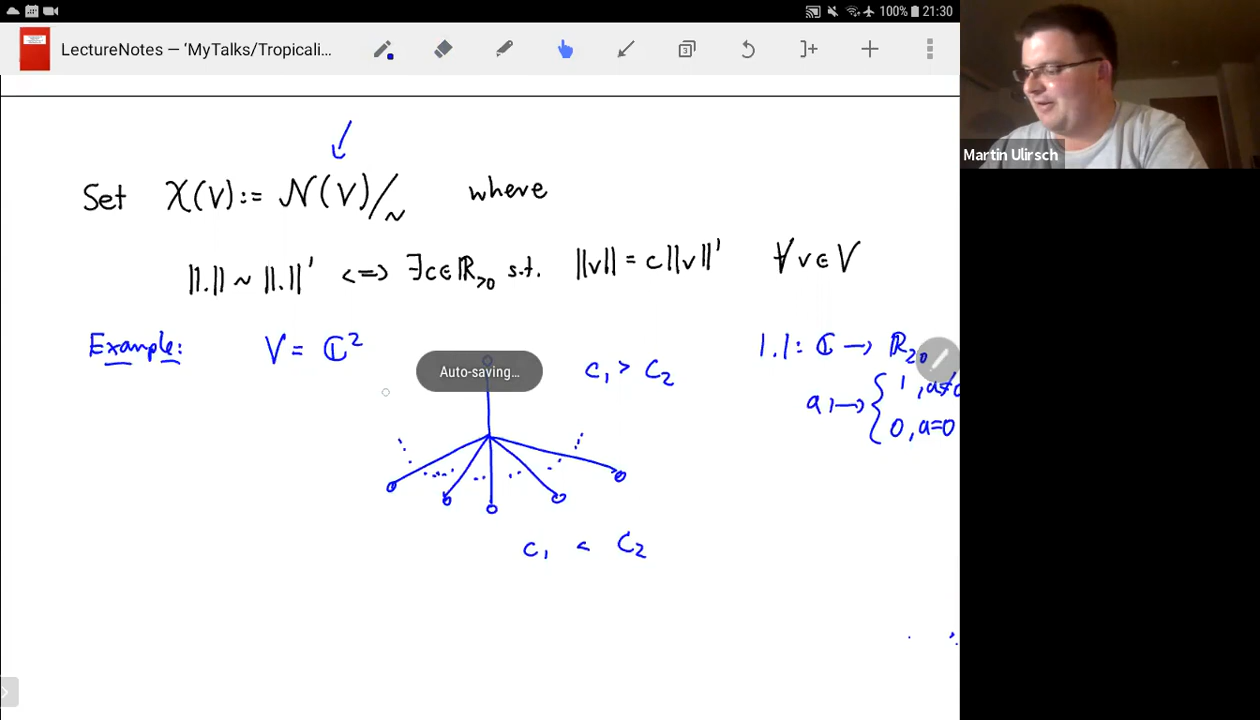 100% 21:30
LectureNotes — ‘MyTalks/Tropicali...
3
Set X(V) := N(V)/~ where
||.|| ~ ||.||' <=> ∃c∈ℝ>0 s.t. ||v|| = c||v||' ∀v∈V
Example: V = ℂ²
Auto-saving...
c₁ > c₂
|.|: ℂ → ℝ≥0
a ↦ { 1, a≠0
0, a=0
c₁ < c₂
Martin Ulirsch